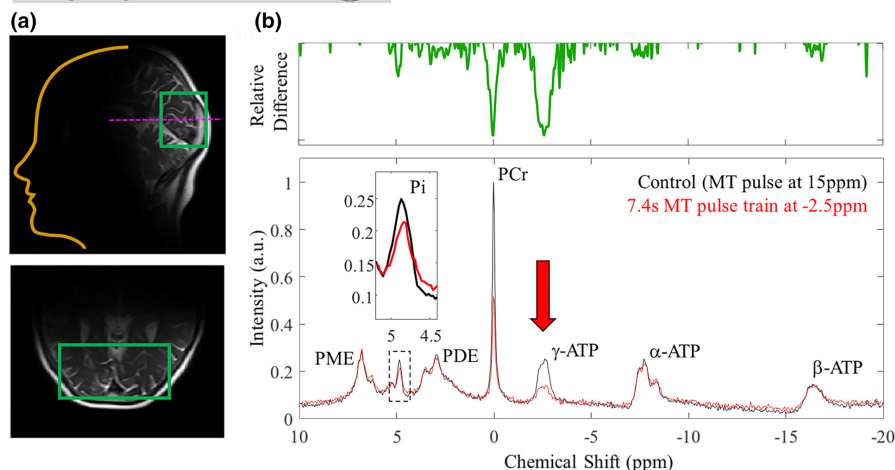 (a)
(b)
Relative
Difference
Pi
0.25
0.2
0.15
0.1
5
4.5
PCr
Control (MT pulse at 15ppm)
7.4s MT pulse train at -2.5ppm
PME
PDE
γ-ATP
α-ATP
β-ATP
1
0.8
0.6
0.4
0.2
0
Intensity (a.u.)
10
5
0
-5
-10
-15
-20
Chemical Shift (ppm)